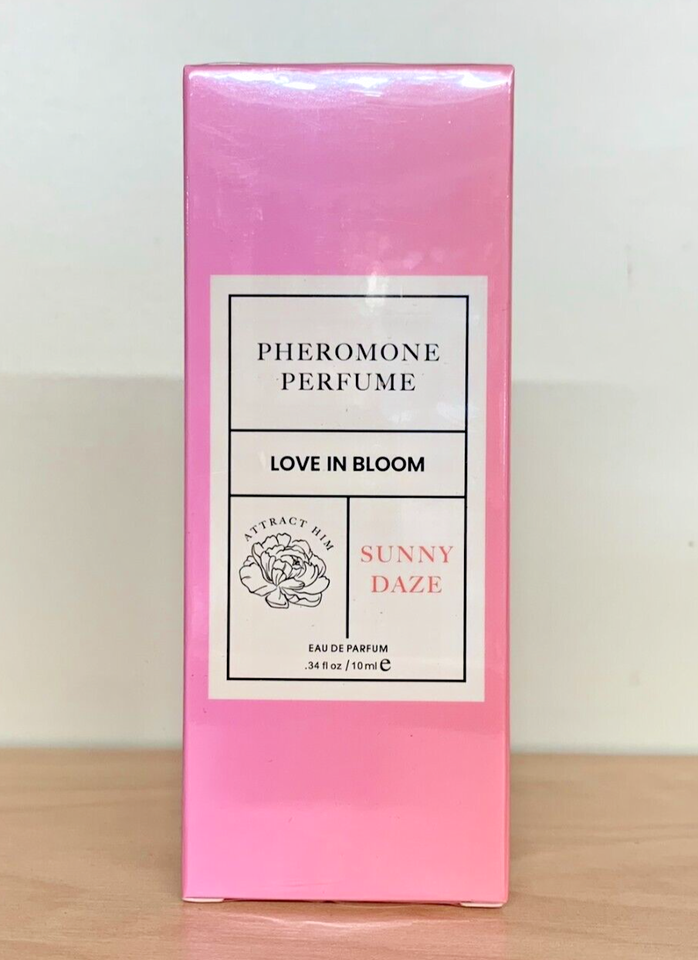 PHEROMONE
PERFUME
LOVE IN BLOOM
ATTRACT HIM
SUNNY
DAZE
EAU DE PARFUM
.34 fl oz / 10 ml e